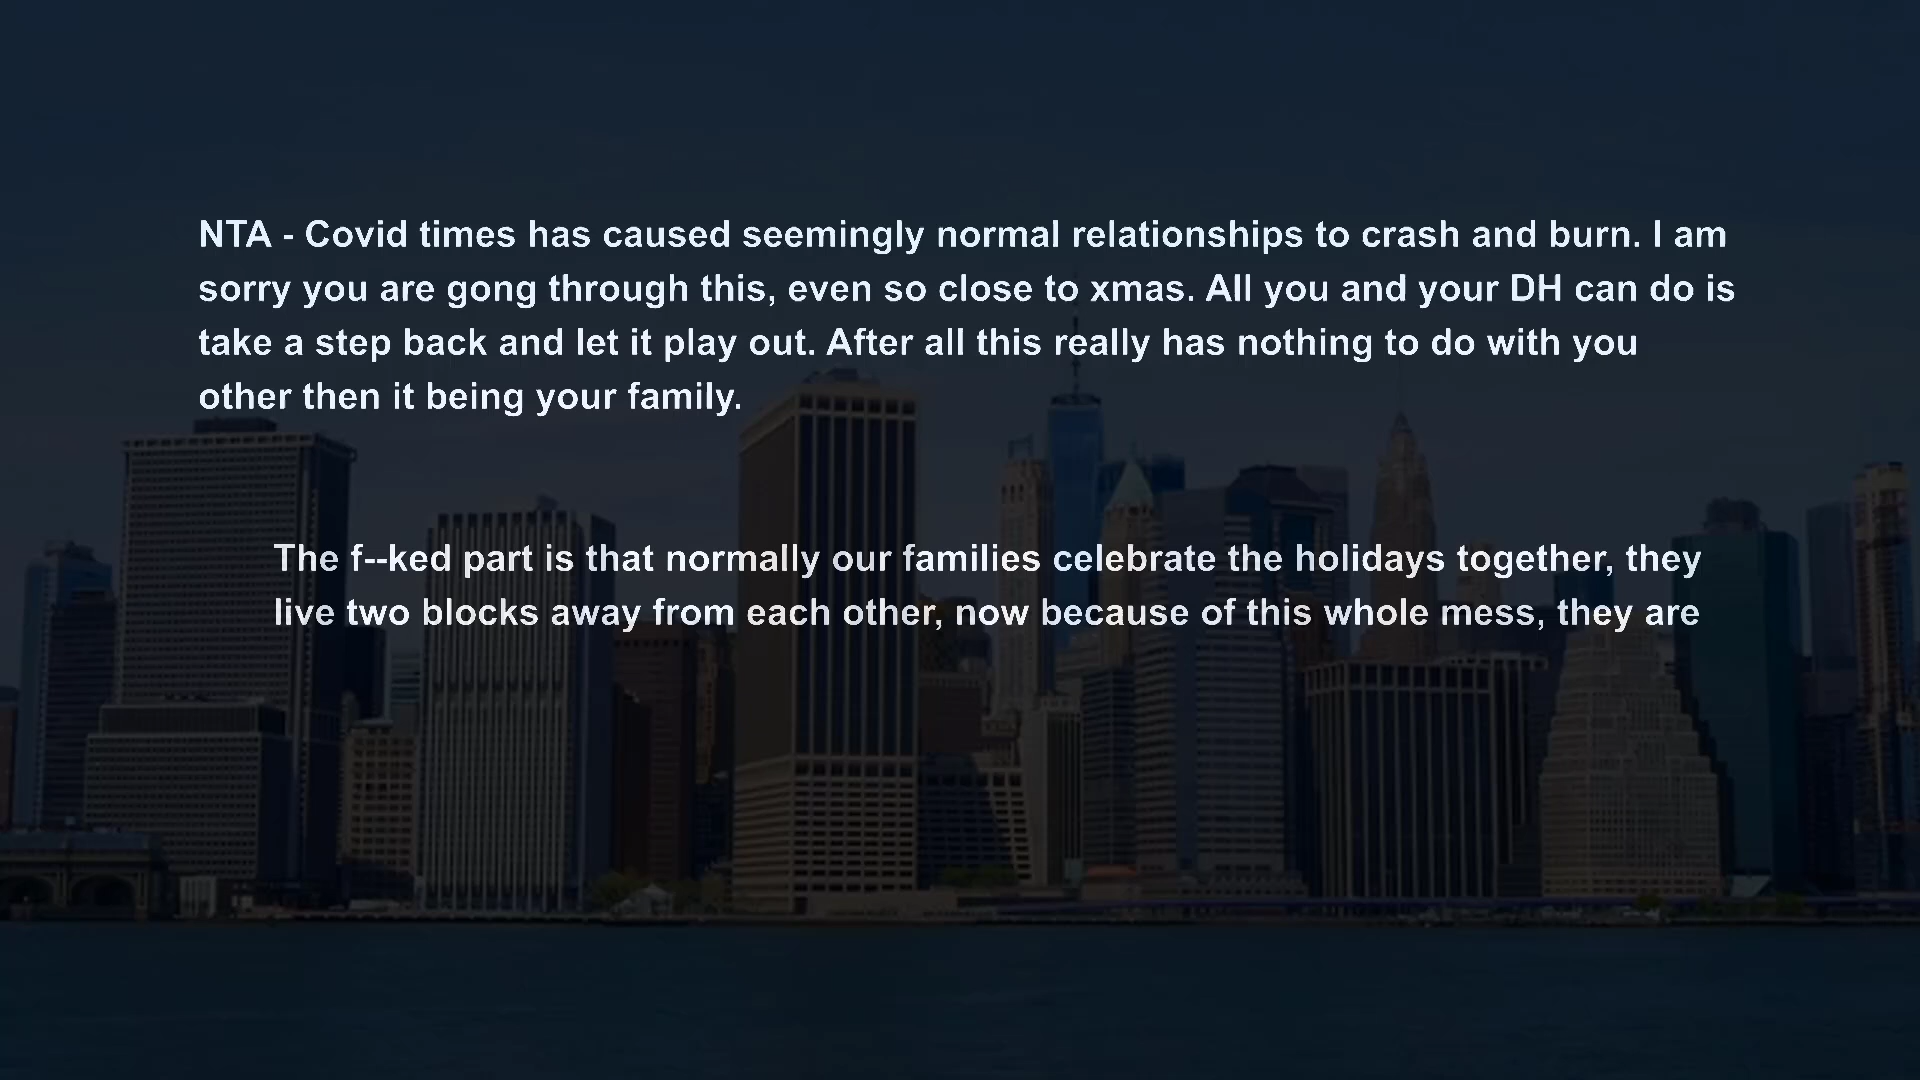 NTA - Covid times has caused seemingly normal relationships to crash and burn. I am
sorry you are gong through this, even so close to xmas. All you and your DH can do is
take a step back and let it play out. After all this really has nothing to do with you
other then it being your family.
The f--ked part is that normally our families celebrate the holidays together, they
live two blocks away from each other, now because of this whole mess, they are